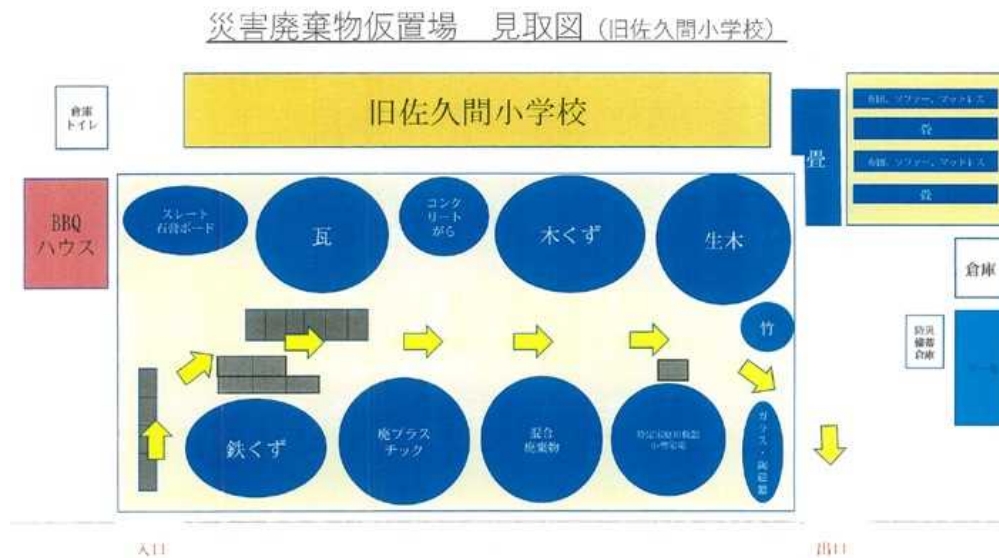 災害廃棄物仮置場　見取図（旧佐久間小学校）
倉庫
トイレ
旧佐久間小学校
畳
布団、ソファー、マットレス
畳
布団、ソファー、マットレス
畳
BBQ
ハウス
スレート
石膏ボード
瓦
コンク
リート
がら
木くず
生木
竹
倉庫
防災
備蓄
倉庫
鉄くず
廃プラス
チック
混合
廃棄物
ガラス・陶磁器
入口
出口